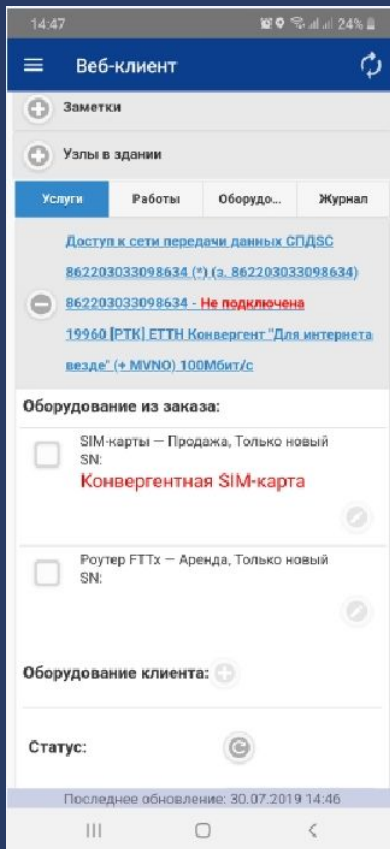 14:47
24%
Веб-клиент
Заметки
Узлы в здании
Услуги
Работы
Оборудо...
Журнал
Доступ к сети передачи данных СПДSC
862203033098634 (*) (з. 862203033098634)
862203033098634 - Не подключена
19960 [РТК] ETTH Конвергент "Для интернета
везде" (+ MVNO) 100Мбит/с
Оборудование из заказа:
SIM-карты — Продажа, Только новый
SN:
Конвергентная SIM-карта
Роутер FTTx — Аренда, Только новый
SN:
Оборудование клиента:
Статус:
Последнее обновление: 30.07.2019 14:46